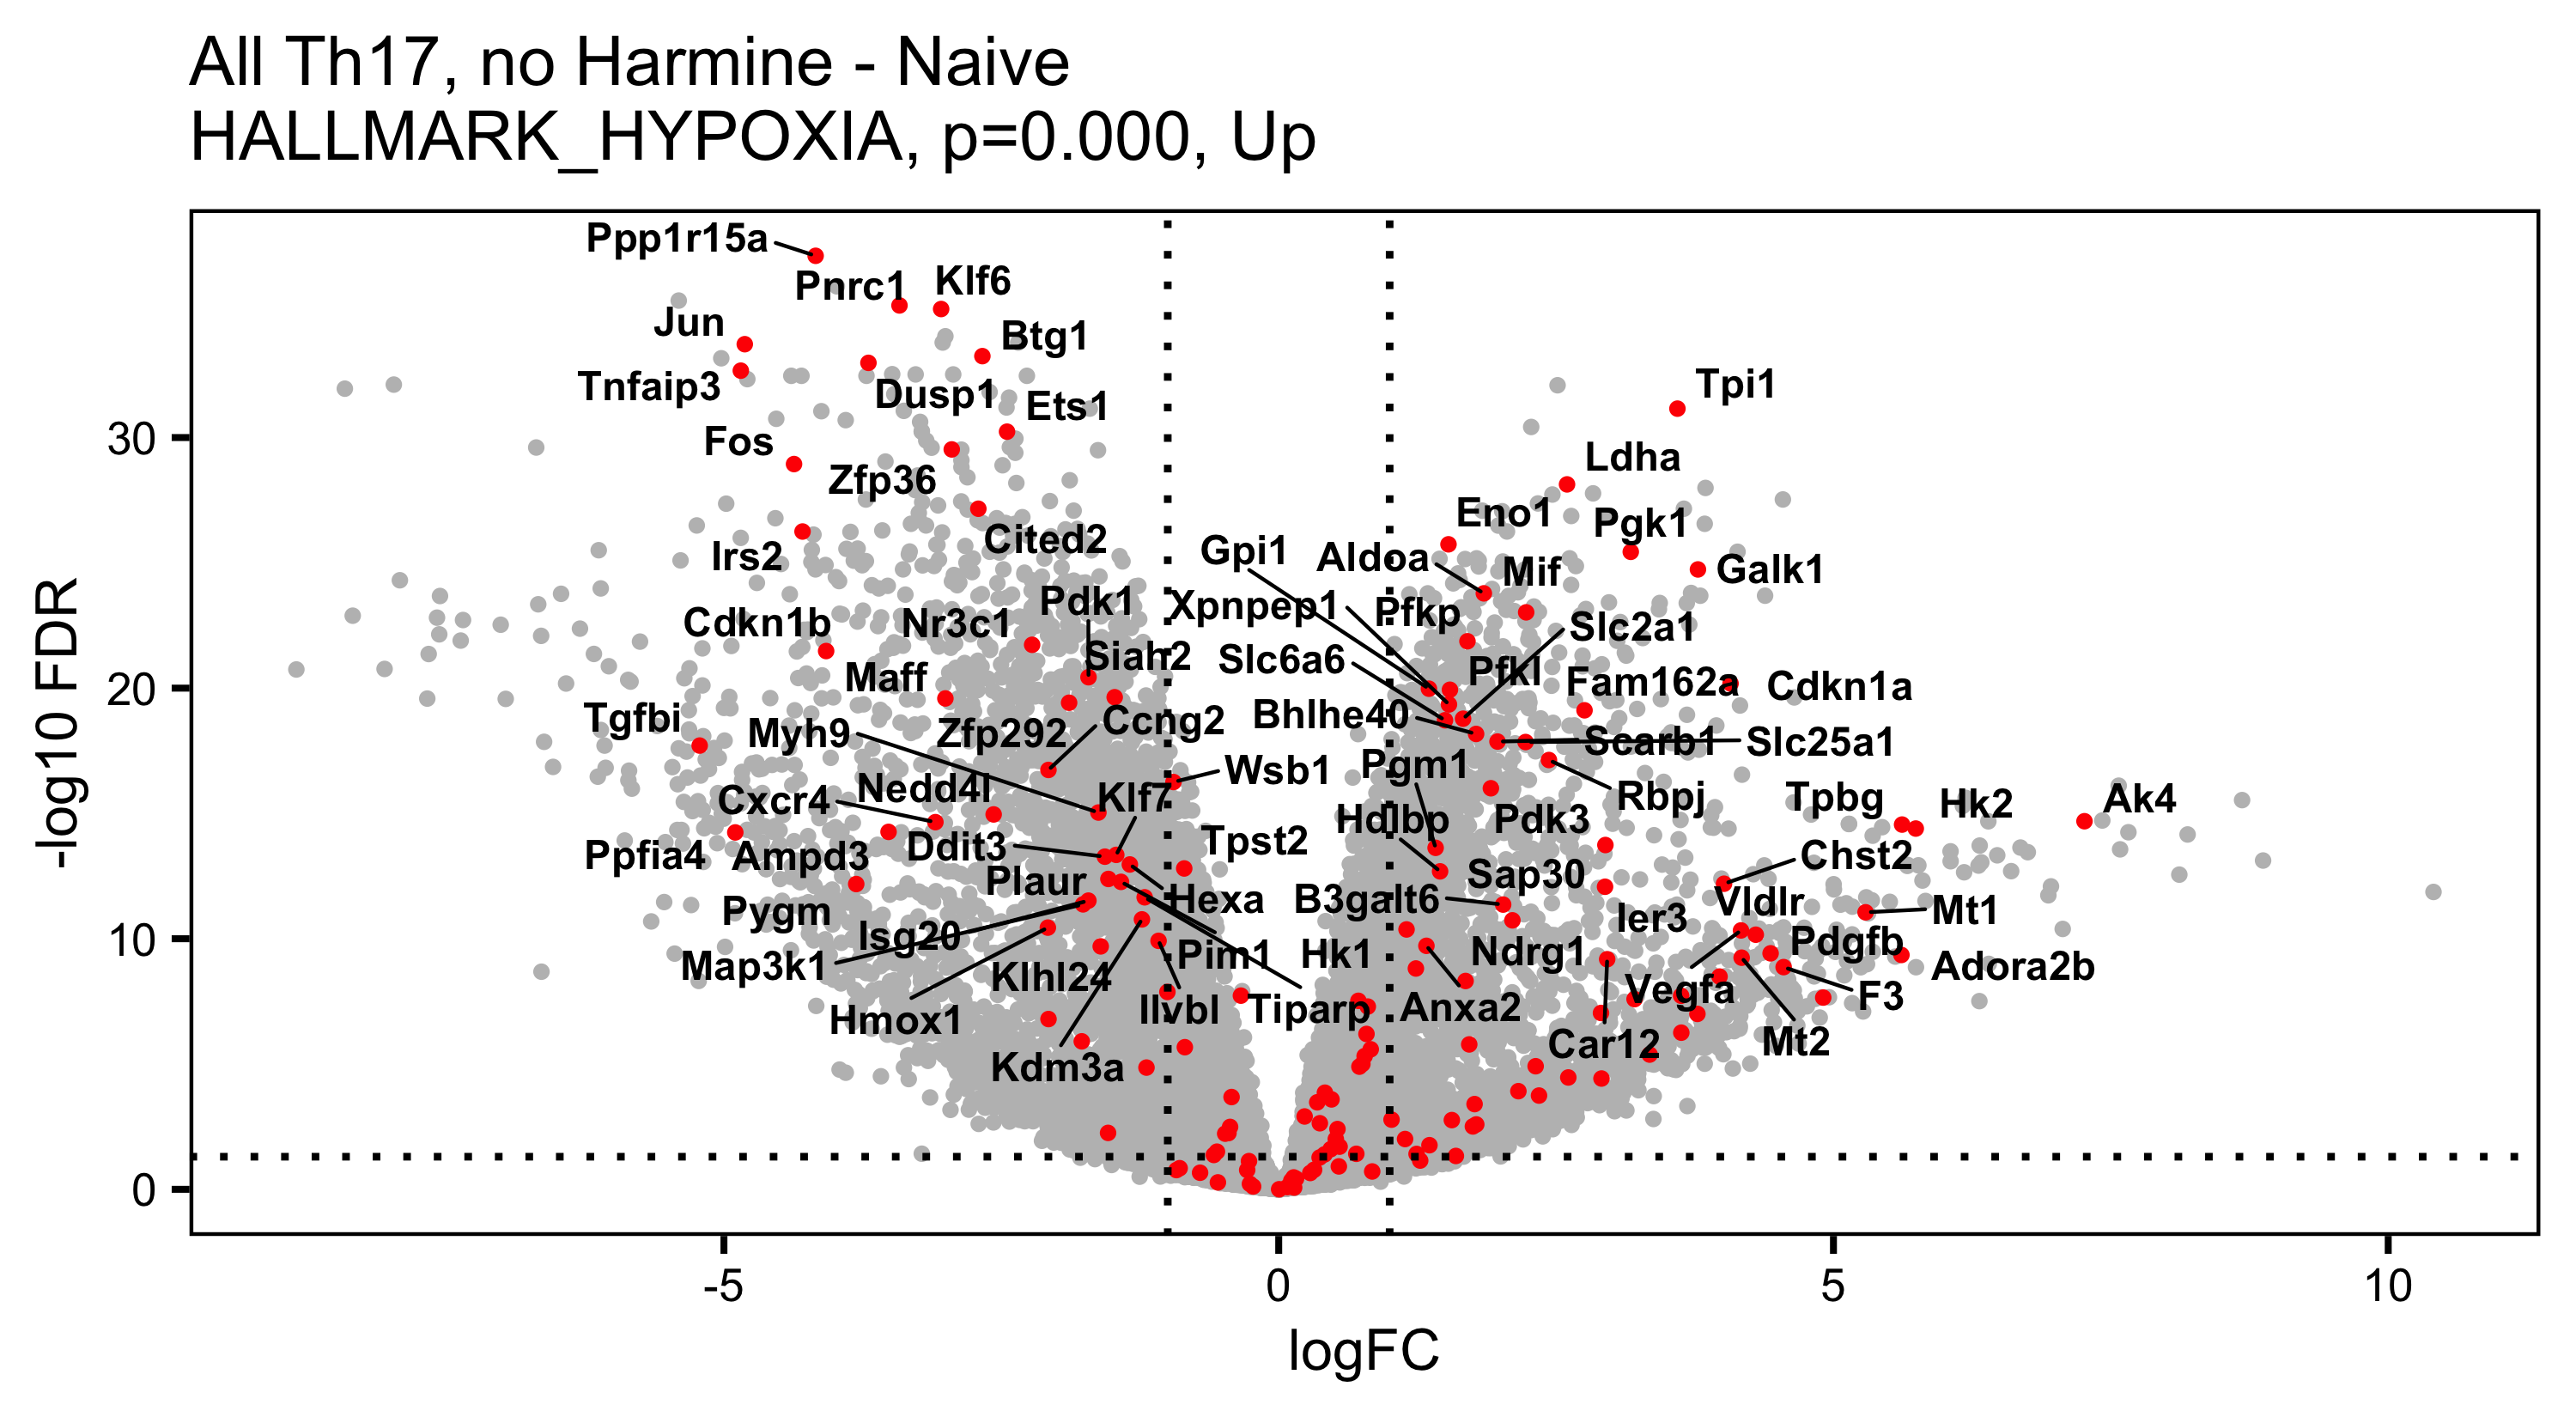 All Th17, no Harmine - Naive
HALLMARK_HYPOXIA, p=0.000, Up
Ppp1r15a
Pnrc1
Klf6
Jun
Btg1
Tnfaip3
Dusp1
Ets1
Tpi1
Fos
Zfp36
Ldha
Eno1
Pgk1
Irs2
Cited2
Gpi1
Aldoa
Mif
Galk1
Cdkn1b
Nr3c1
Pdk1
Xpnpep1
Pfkp
Slc2a1
Maff
Siah2
Slc6a6
Pfkl
Fam162a
Cdkn1a
Tgfbi
Myh9
Zfp292
Ccng2
Bhlhe40
Scarb1
Slc25a1
Cxcr4
Nedd4l
Klf7
Wsb1
Pgm1
Rbpj
Tpbg
Hk2
Ak4
Ppfia4
Ampd3
Ddit3
Tpst2
Hdlbp
Pdk3
Chst2
Plaur
Hexa
B3galt6
Sap30
Pygm
Isg20
Ier3
Vldlr
Mt1
Map3k1
Klhl24
Pim1
Hk1
Ndrg1
Pdgfb
Adora2b
Hmox1
Ilvbl
Tiparp
Anxa2
Vegfa
F3
Kdm3a
Car12
Mt2
-log10 FDR
30
20
10
0
-5
0
5
10
logFC